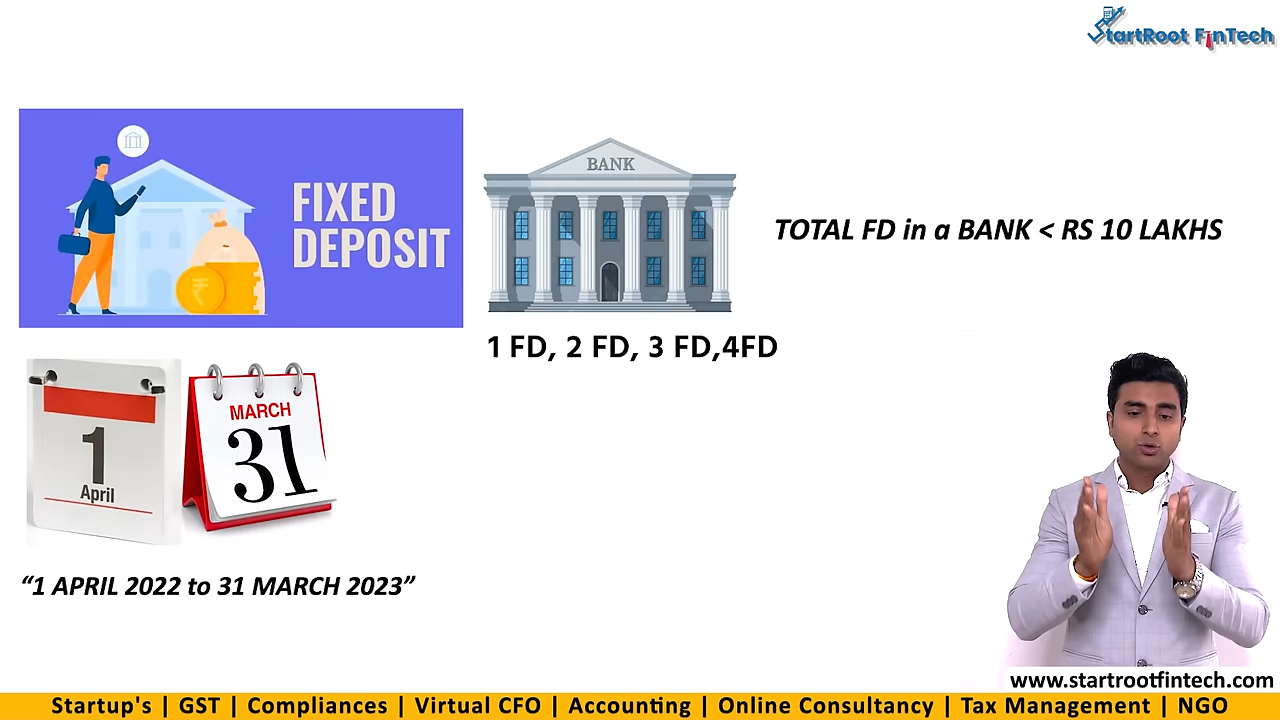 StartRoot FinTech
FIXED
DEPOSIT
BANK
TOTAL FD in a BANK < RS 10 LAKHS
1 FD, 2 FD, 3 FD,4FD
1
April
MARCH
31
“1 APRIL 2022 to 31 MARCH 2023”
www.startrootfintech.com
Startup's | GST | Compliances | Virtual CFO | Accounting | Online Consultancy | Tax Management | NGO